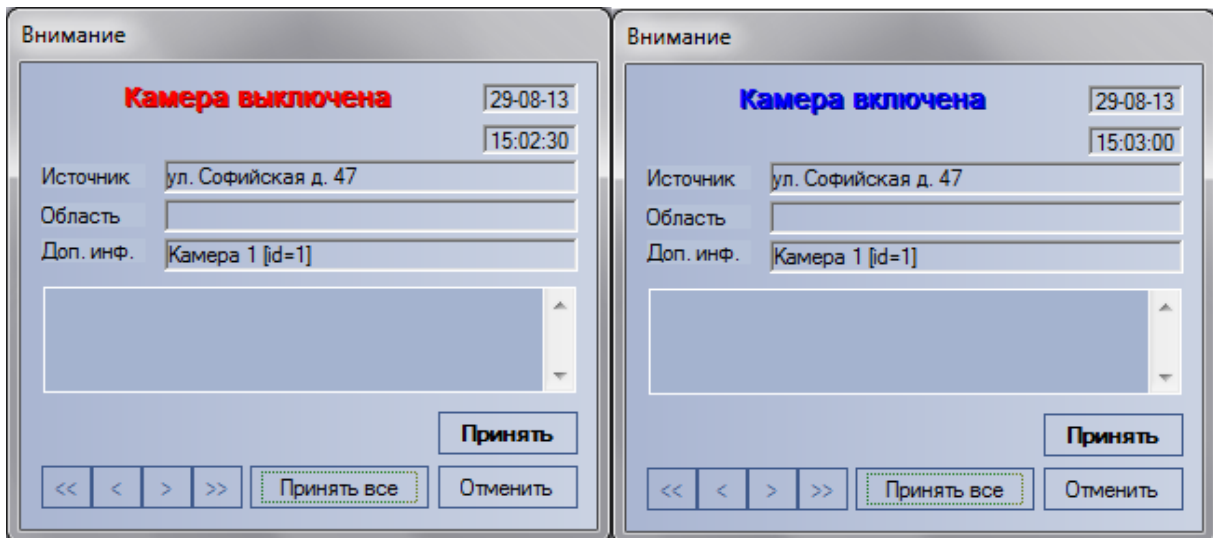 Внимание
Камера выключена
29-08-13
15:02:30
Источник
ул. Софийская д. 47
Область
Доп. инф.
Камера 1 [id=1]
Принять
<< < > >> Принять все Отменить
Внимание
Камера включена
29-08-13
15:03:00
Источник
ул. Софийская д. 47
Область
Доп. инф.
Камера 1 [id=1]
Принять
<< < > >> Принять все Отменить